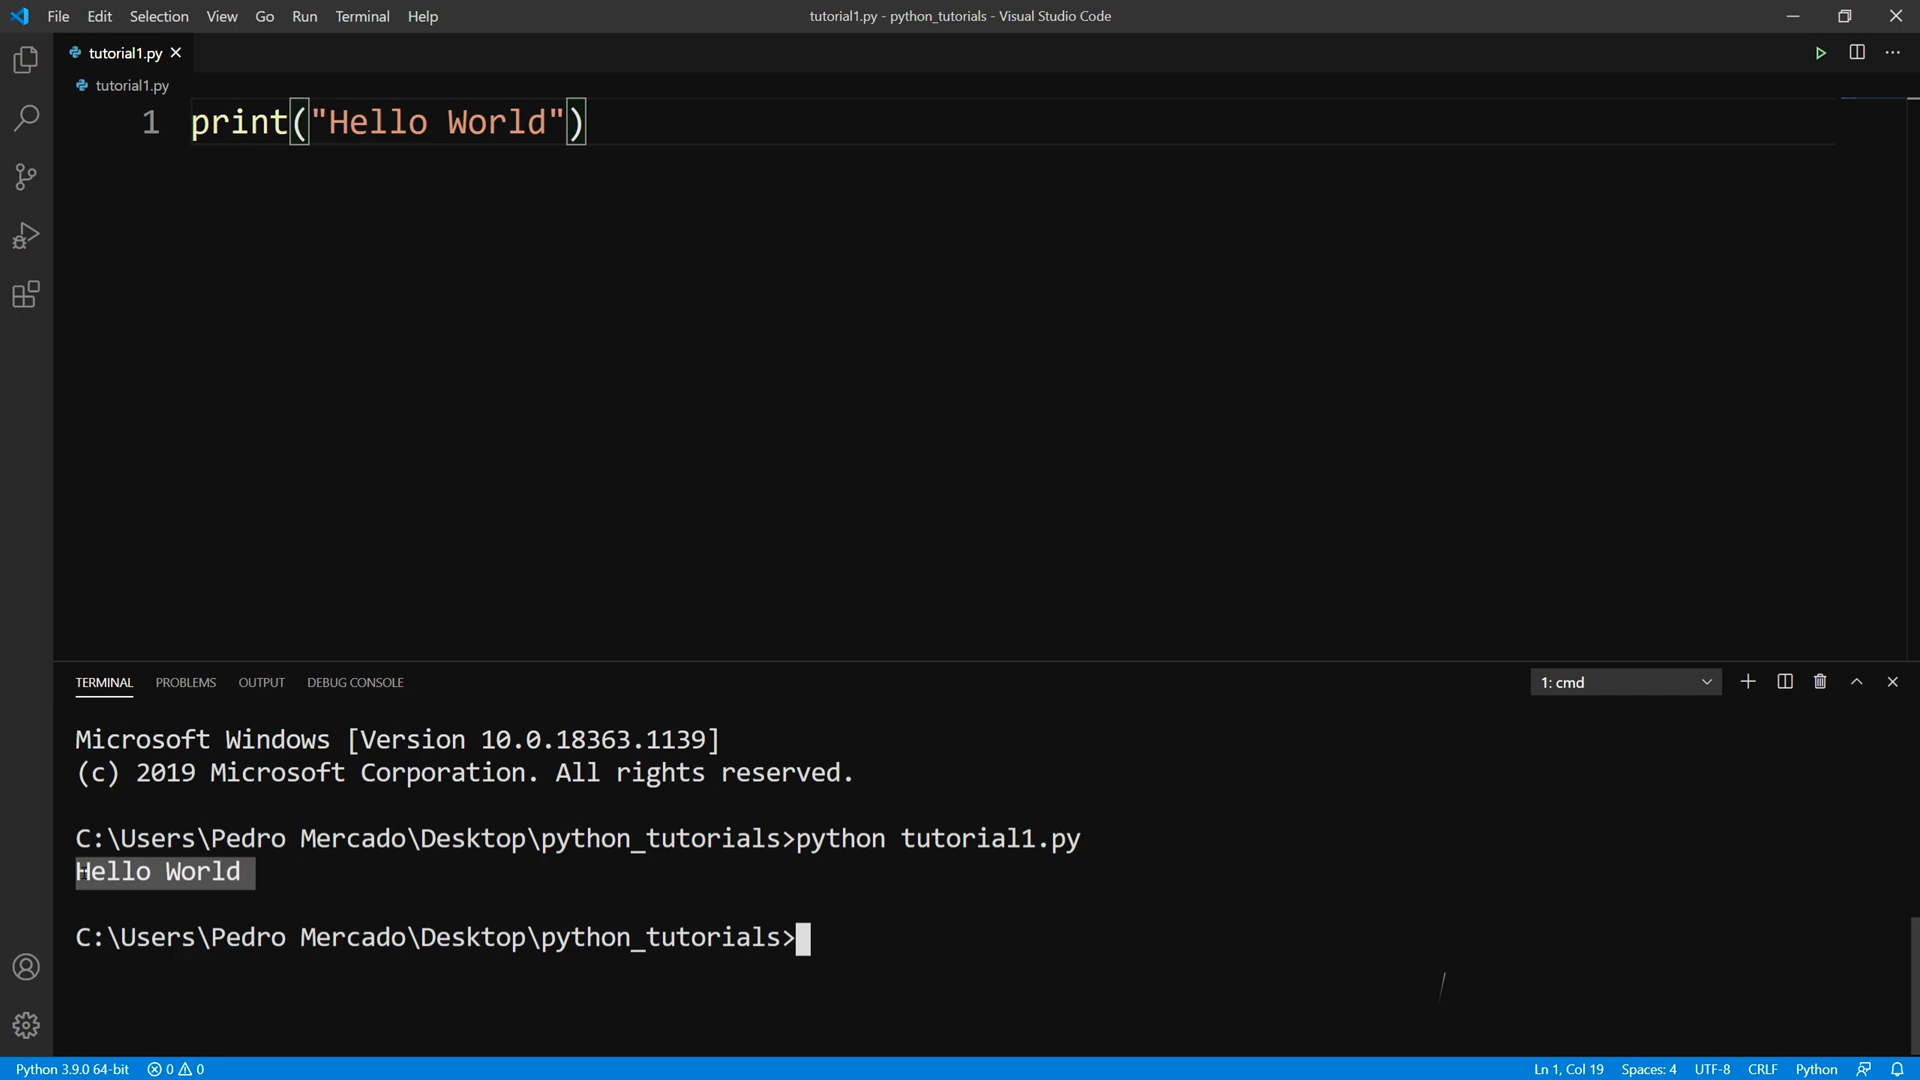 File Edit Selection View Go Run Terminal Help
tutorial1.py - python_tutorials - Visual Studio Code
tutorial1.py
tutorial1.py
1 print("Hello World")
TERMINAL PROBLEMS OUTPUT DEBUG CONSOLE
1: cmd
Microsoft Windows [Version 10.0.18363.1139]
(c) 2019 Microsoft Corporation. All rights reserved.
C:\Users\Pedro Mercado\Desktop\python_tutorials>python tutorial1.py
Hello World
C:\Users\Pedro Mercado\Desktop\python_tutorials>
Python 3.9.0 64-bit 0 0 Ln 1, Col 19 Spaces: 4 UTF-8 CRLF Python